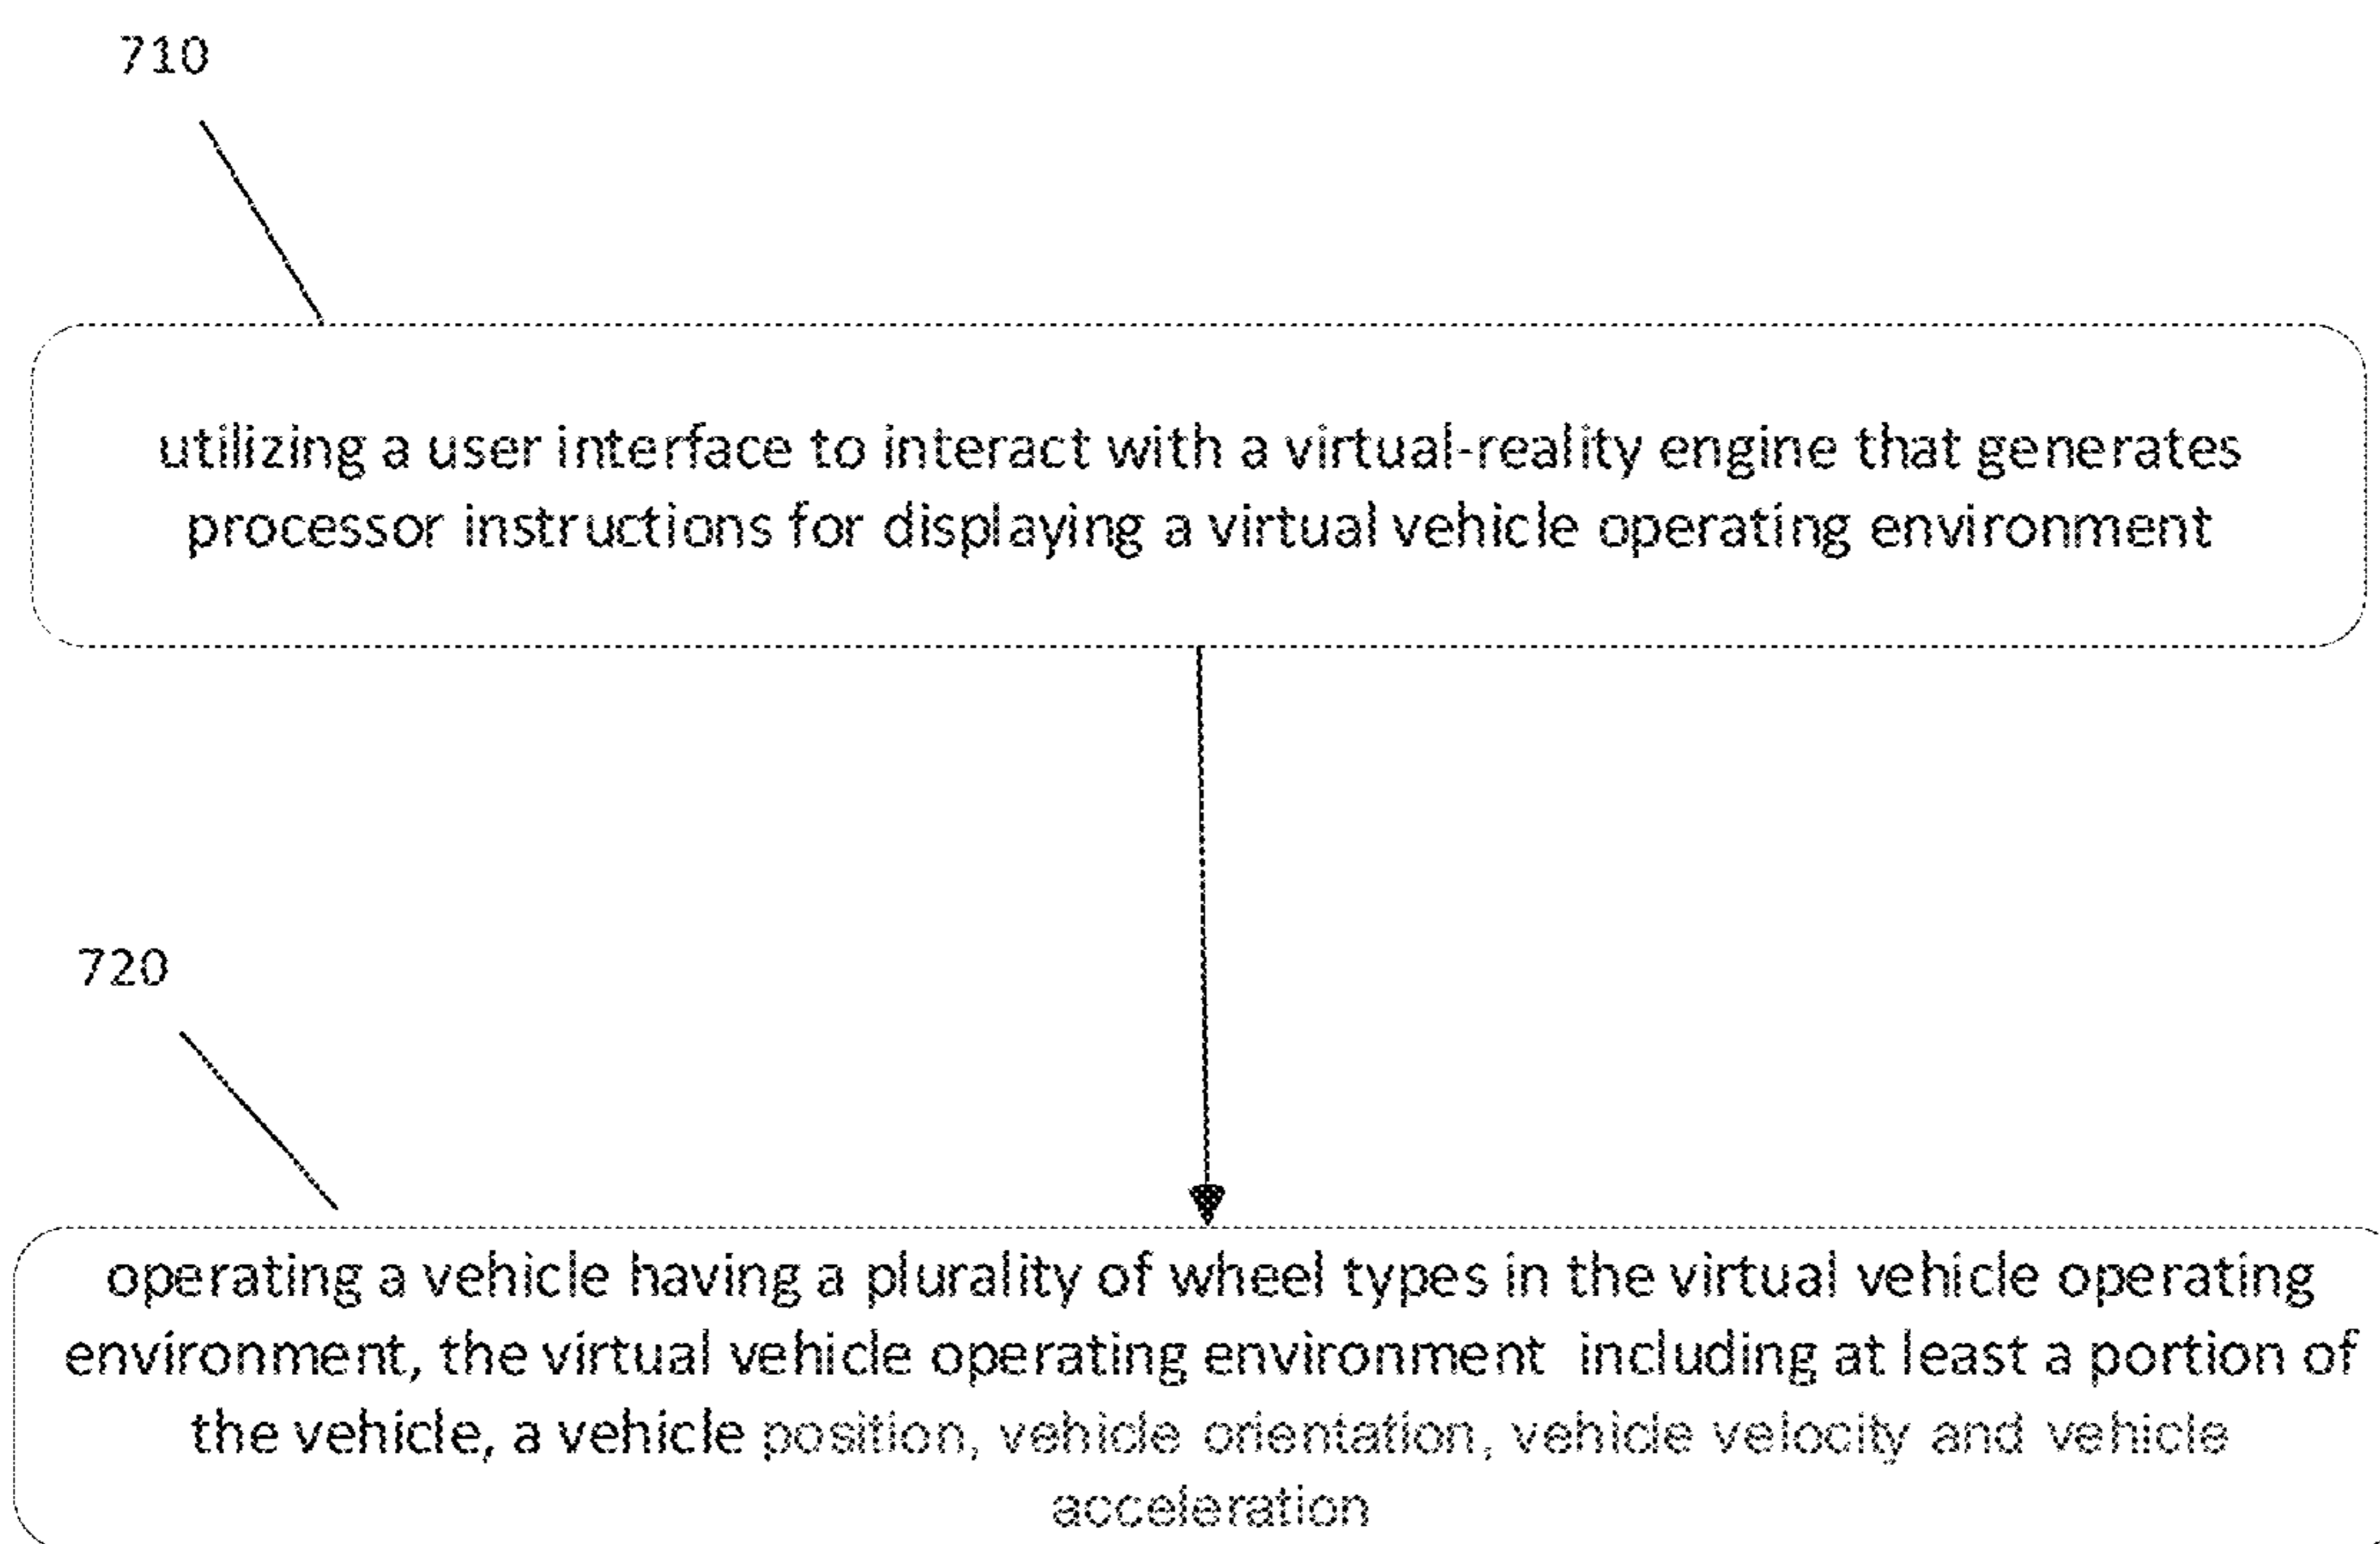 710
utilizing a user interface to interact with a virtual-reality engine that generates
processor instructions for displaying a virtual vehicle operating environment
720
operating a vehicle having a plurality of wheel types in the virtual vehicle operating
environment, the virtual vehicle operating environment including at least a portion of
the vehicle, a vehicle position, vehicle orientation, vehicle velocity and vehicle
acceleration